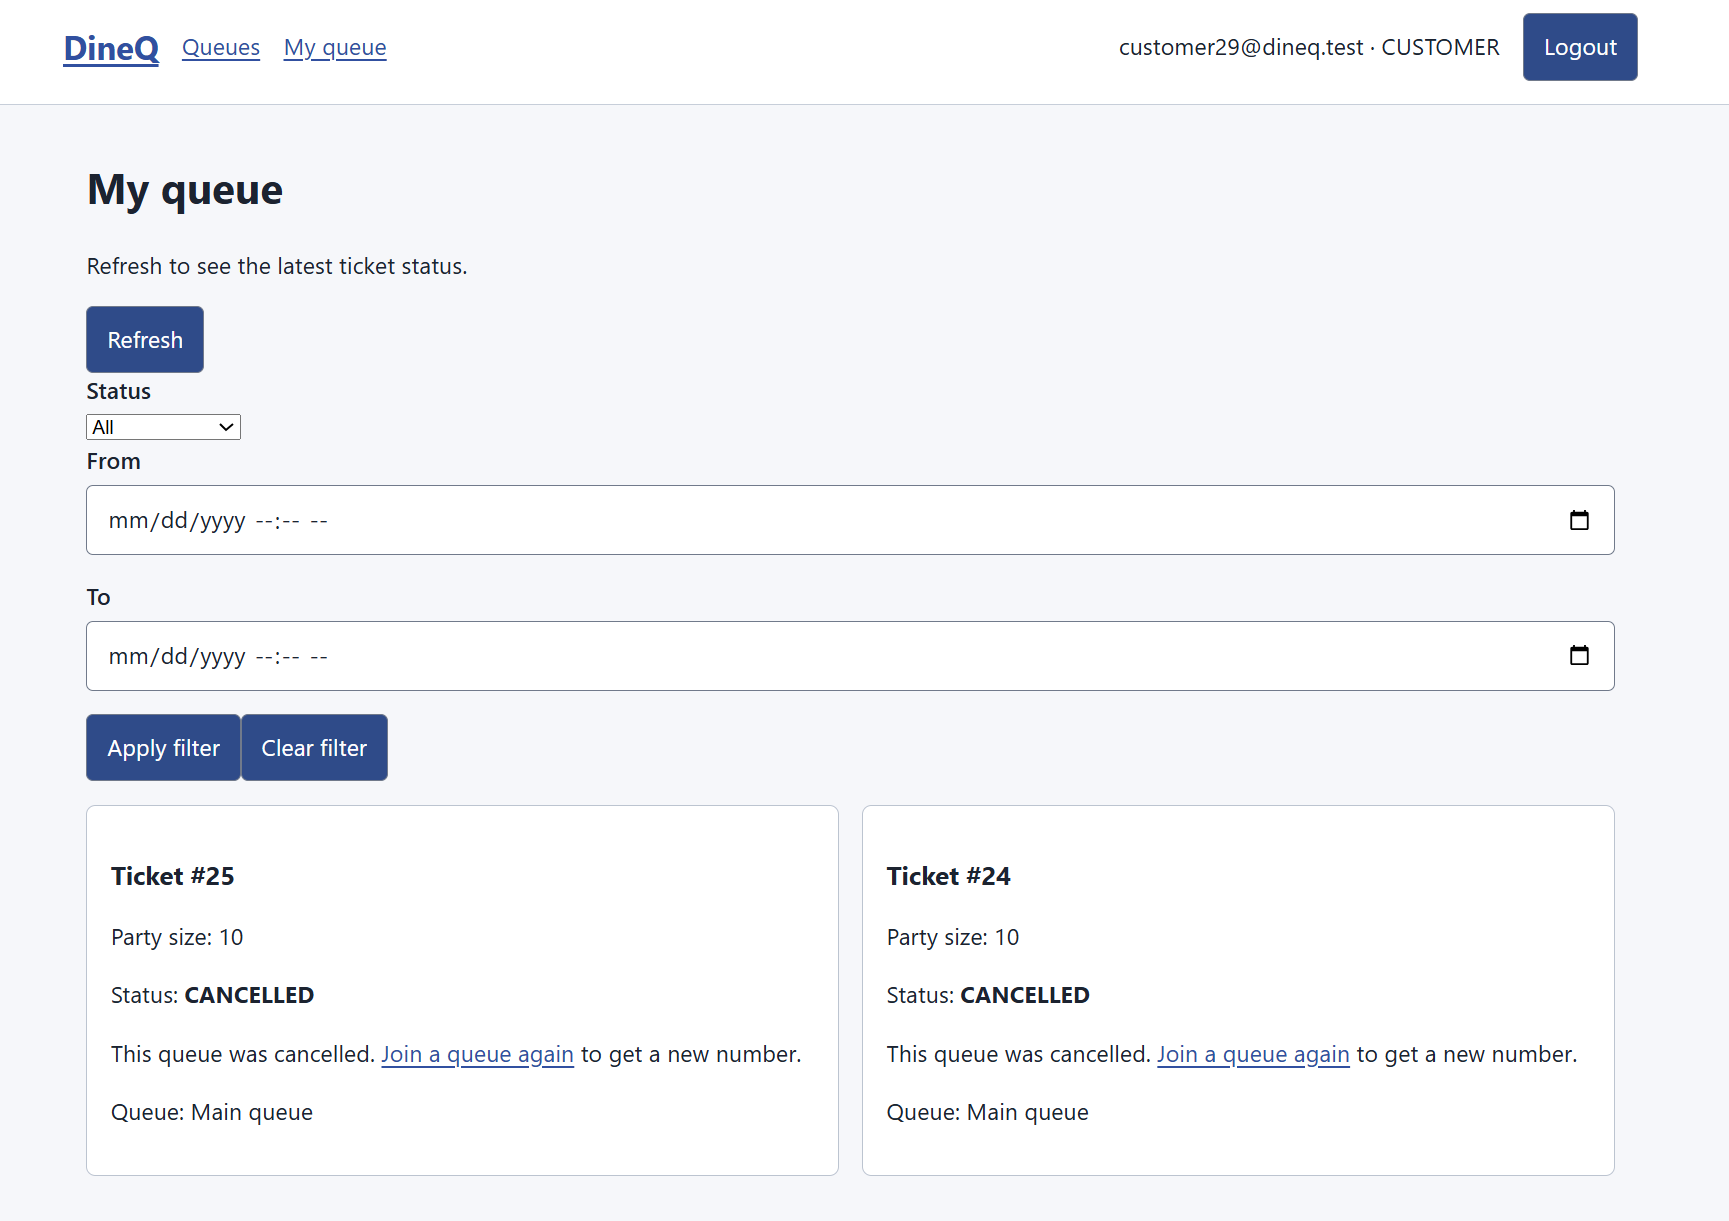 DineQ Queues My queue customer29@dineq.test · CUSTOMER Logout
My queue
Refresh to see the latest ticket status.
Refresh
Status
All
From
mm/dd/yyyy --:-- --
To
mm/dd/yyyy --:-- --
Apply filter Clear filter
Ticket #25
Party size: 10
Status: CANCELLED
This queue was cancelled. Join a queue again to get a new number.
Queue: Main queue
Ticket #24
Party size: 10
Status: CANCELLED
This queue was cancelled. Join a queue again to get a new number.
Queue: Main queue